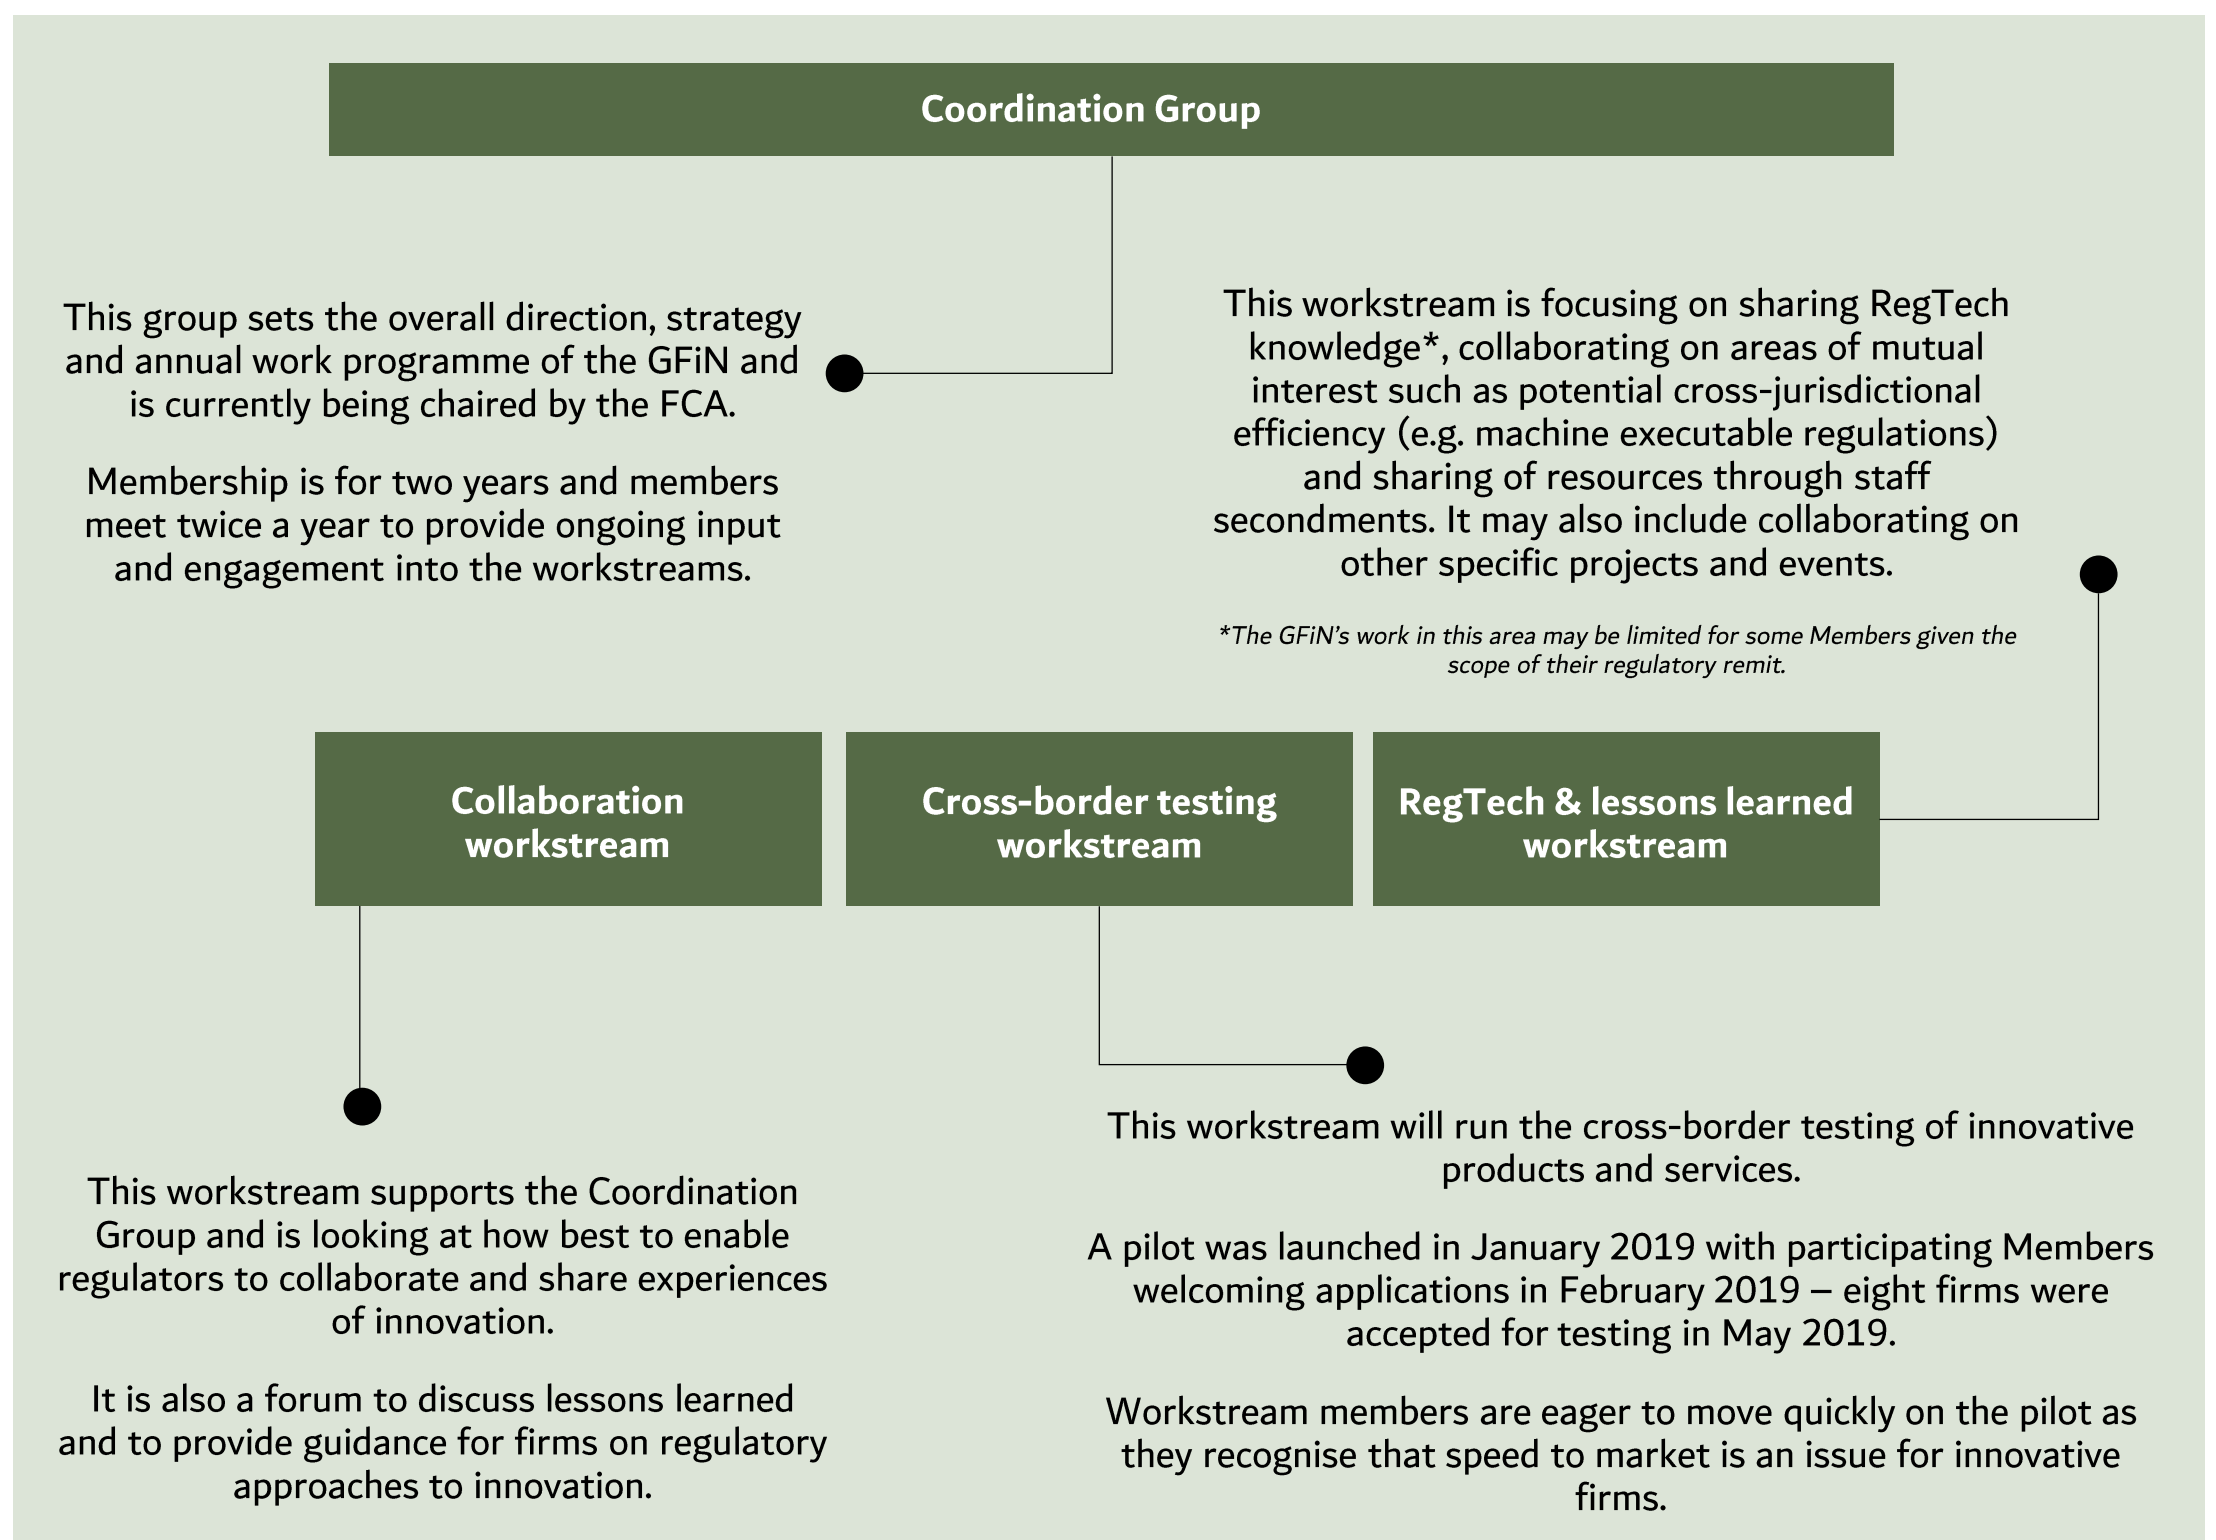 Coordination Group
This group sets the overall direction, strategy
and annual work programme of the GFiN and
is currently being chaired by the FCA.
Membership is for two years and members
meet twice a year to provide ongoing input
and engagement into the workstreams.
This workstream is focusing on sharing RegTech
knowledge*, collaborating on areas of mutual
interest such as potential cross-jurisdictional
efficiency (e.g. machine executable regulations)
and sharing of resources through staff
secondments. It may also include collaborating on
other specific projects and events.
*The GFiN’s work in this area may be limited for some Members given the
scope of their regulatory remit.
Collaboration
workstream
Cross-border testing
workstream
RegTech & lessons learned
workstream
This workstream supports the Coordination
Group and is looking at how best to enable
regulators to collaborate and share experiences
of innovation.
It is also a forum to discuss lessons learned
and to provide guidance for firms on regulatory
approaches to innovation.
This workstream will run the cross-border testing of innovative
products and services.
A pilot was launched in January 2019 with participating Members
welcoming applications in February 2019 – eight firms were
accepted for testing in May 2019.
Workstream members are eager to move quickly on the pilot as
they recognise that speed to market is an issue for innovative
firms.